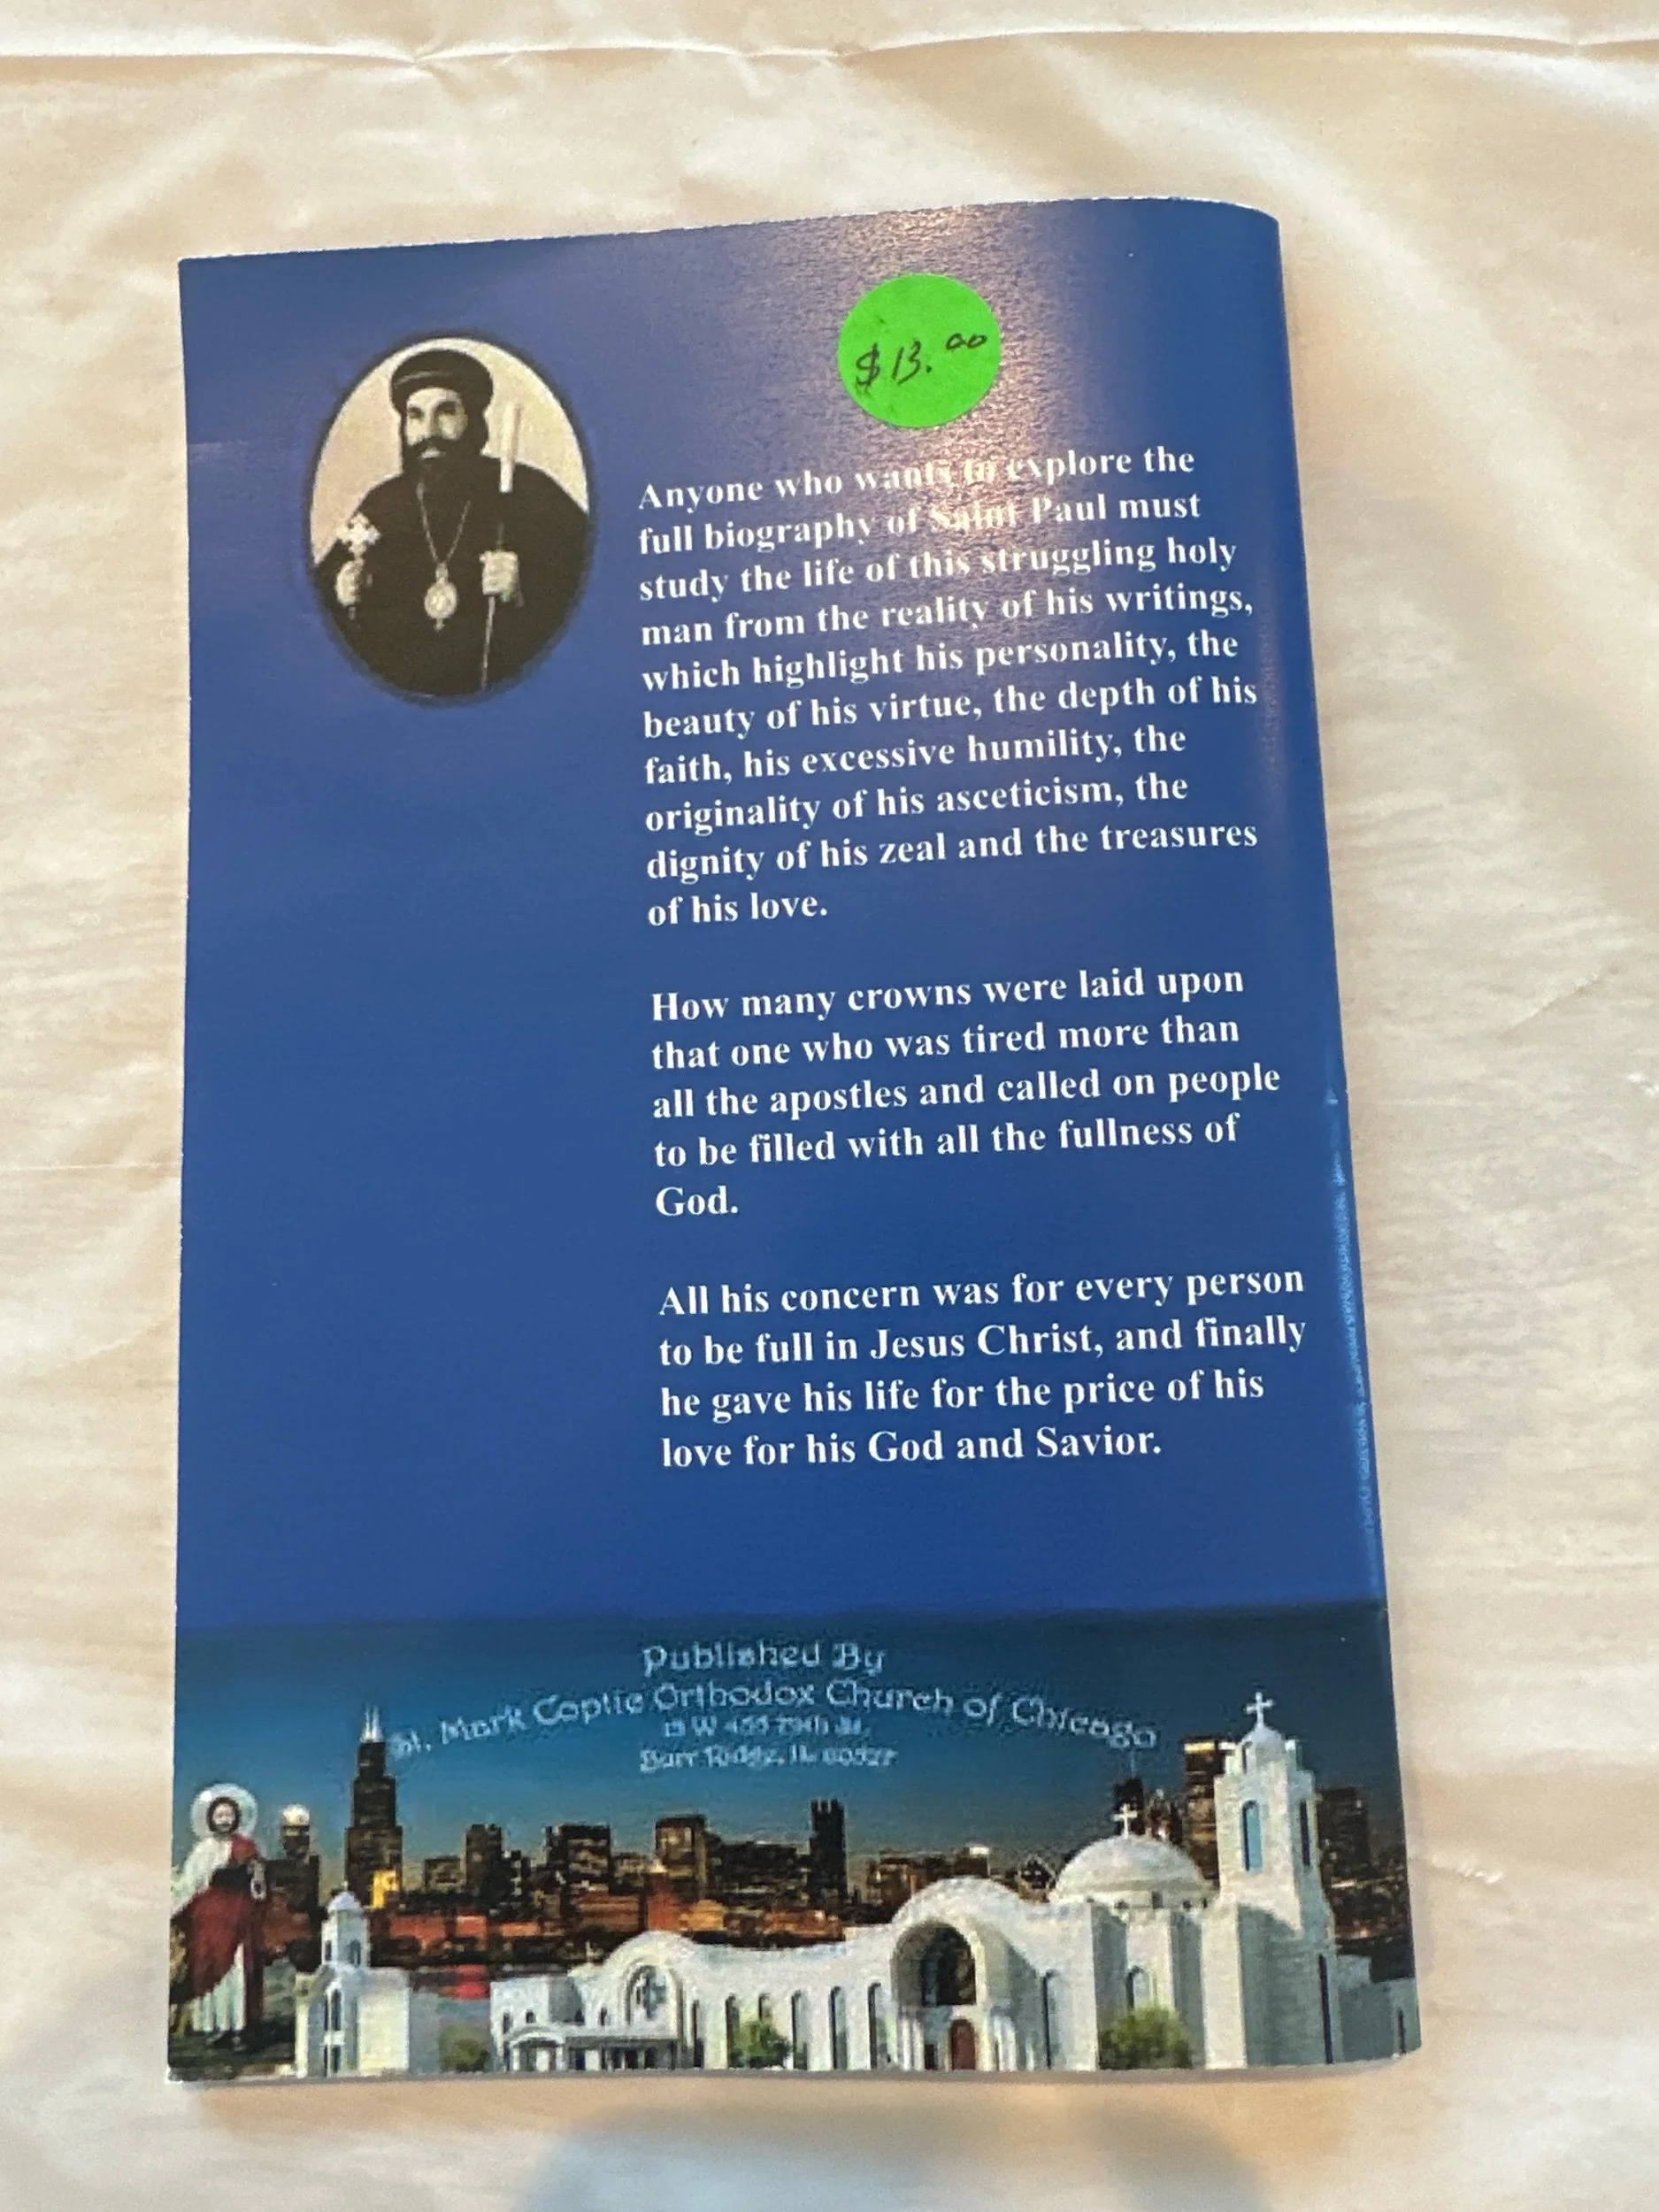 $13.00
Anyone who wants to explore the
full biography of Saint Paul must
study the life of this struggling holy
man from the reality of his writings,
which highlight his personality, the
beauty of his virtue, the depth of his
faith, his excessive humility, the
originality of his asceticism, the
dignity of his zeal and the treasures
of his love.
How many crowns were laid upon
that one who was tired more than
all the apostles and called on people
to be filled with all the fullness of
God.
All his concern was for every person
to be full in Jesus Christ, and finally
he gave his life for the price of his
love for his God and Savior.
Published By
St. Mark Coptic Orthodox Church of Chicago
W 79th St.
Burr Ridge, IL 60527